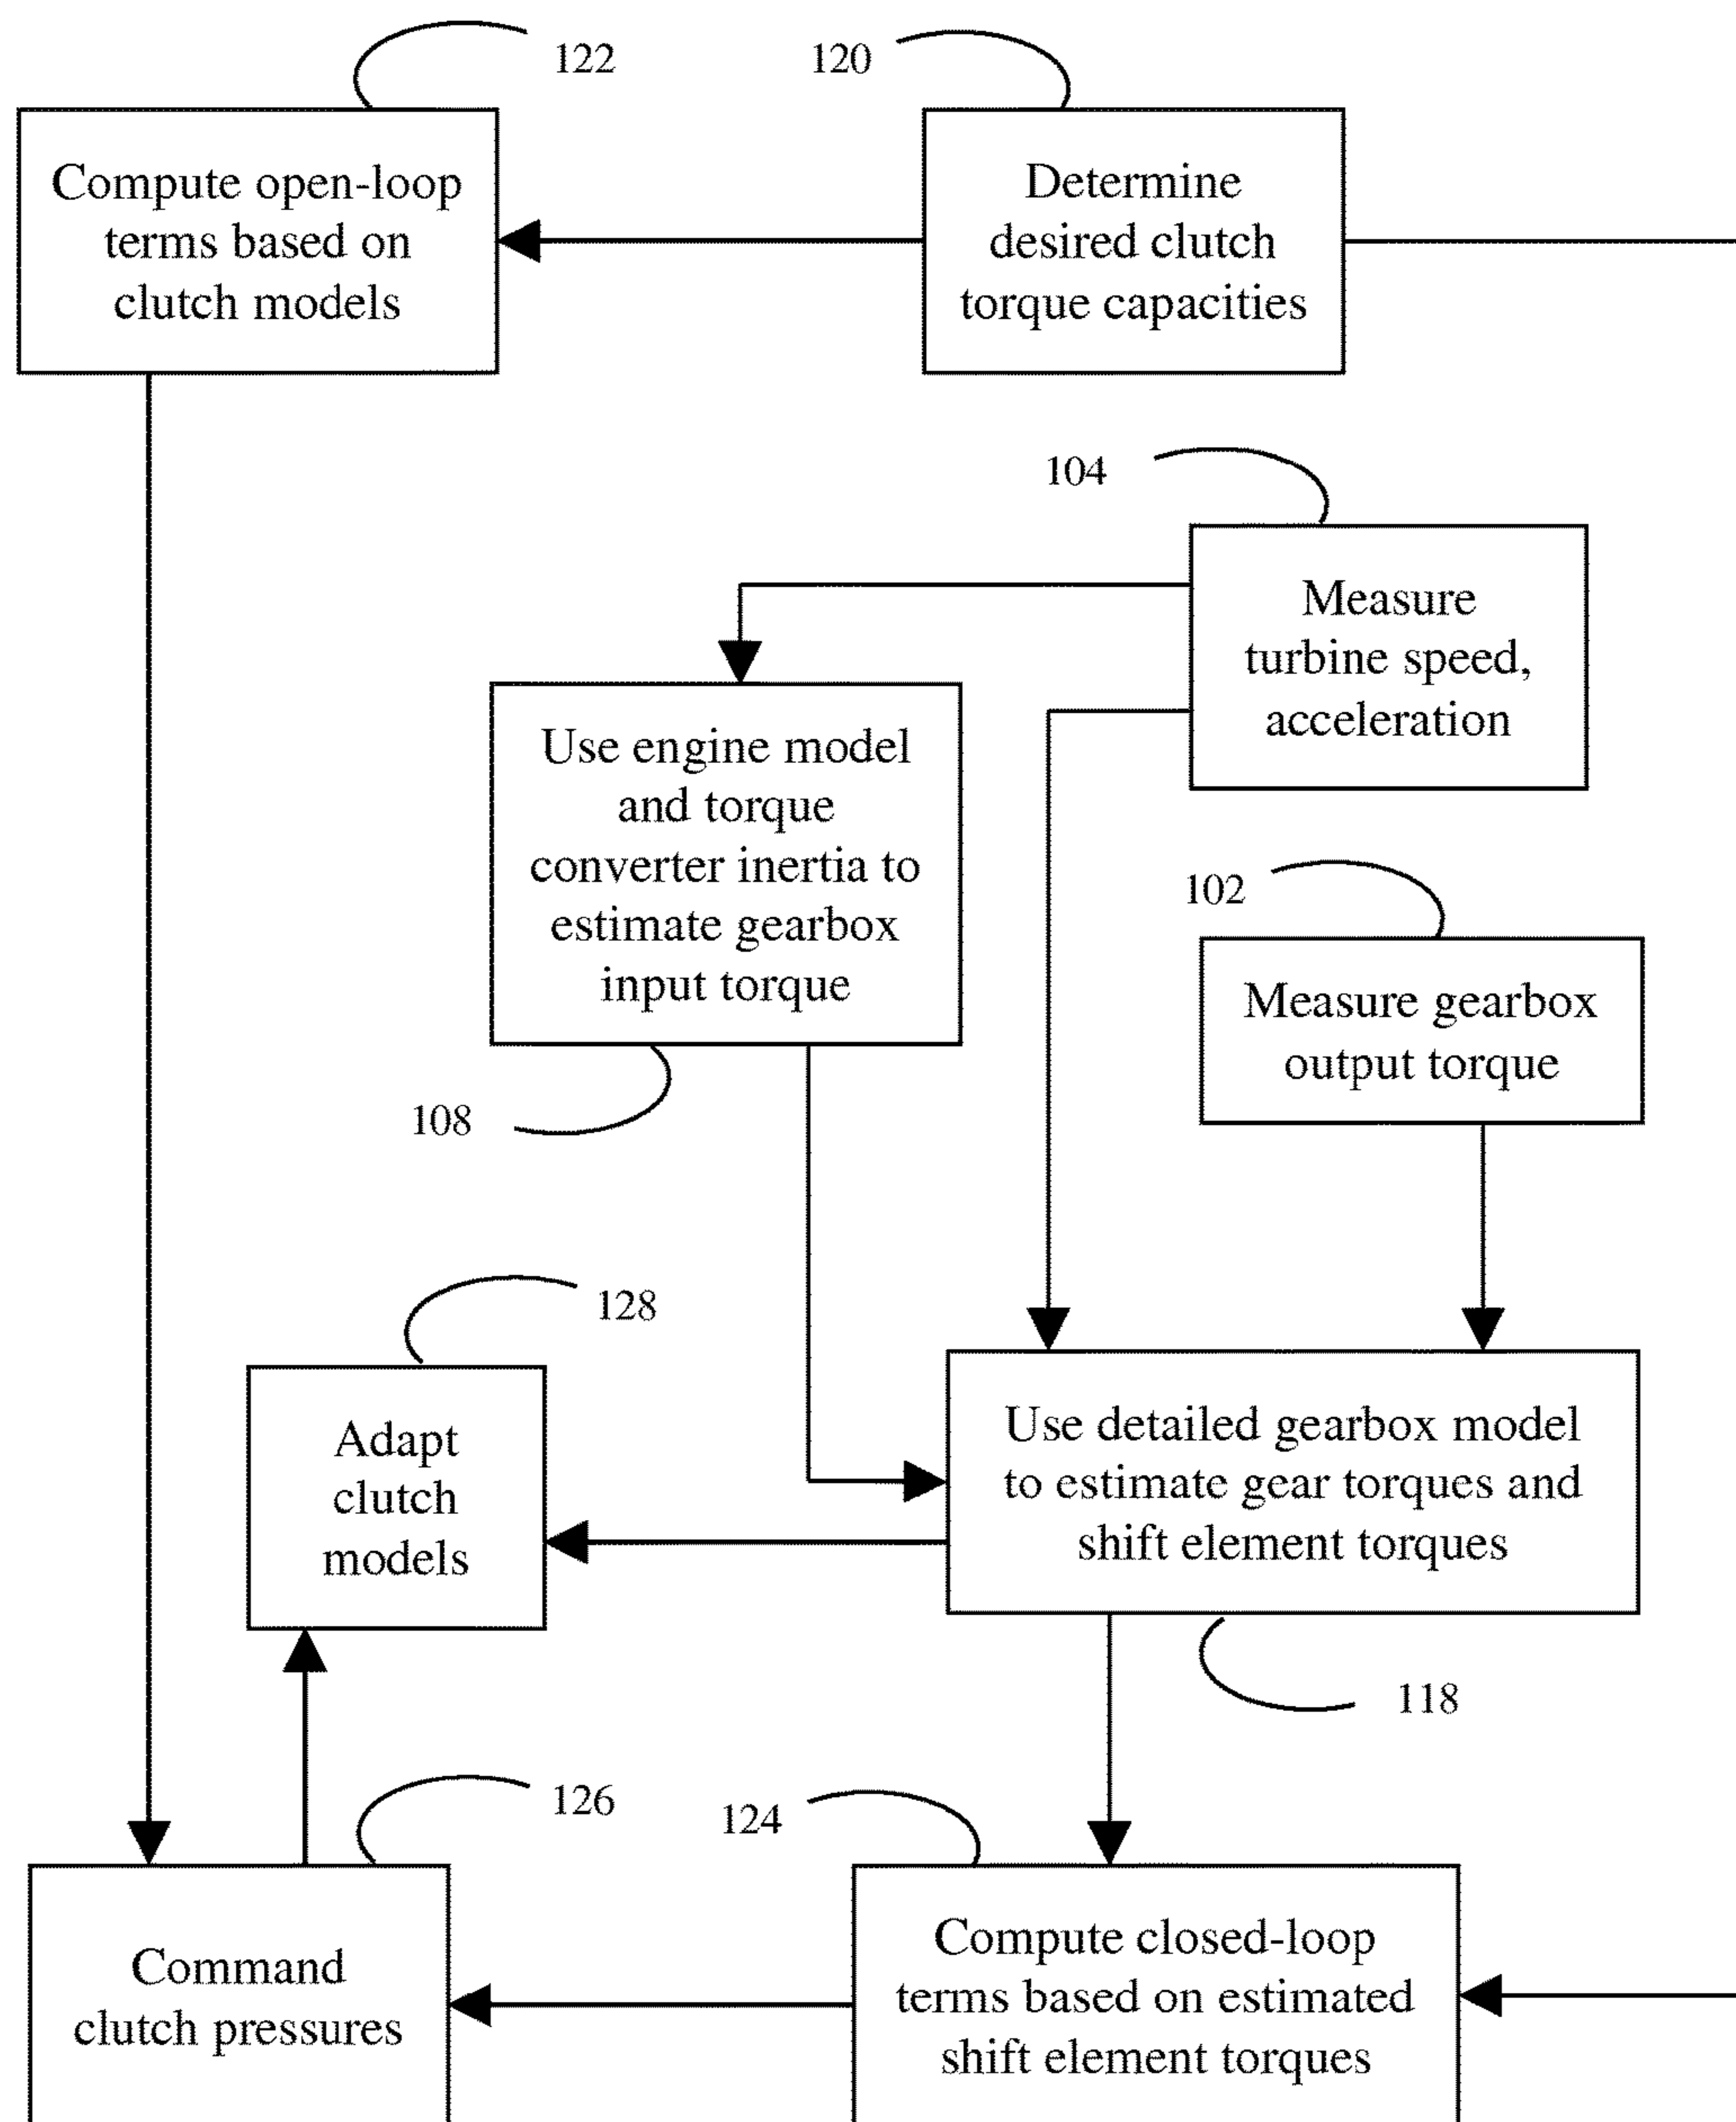 122
120
Compute open-loop
terms based on
clutch models
Determine
desired clutch
torque capacities
104
Measure
turbine speed,
acceleration
Use engine model
and torque
converter inertia to
estimate gearbox
input torque
102
Measure gearbox
output torque
108
128
Adapt
clutch
models
Use detailed gearbox model
to estimate gear torques and
shift element torques
118
126
124
Command
clutch pressures
Compute closed-loop
terms based on estimated
shift element torques